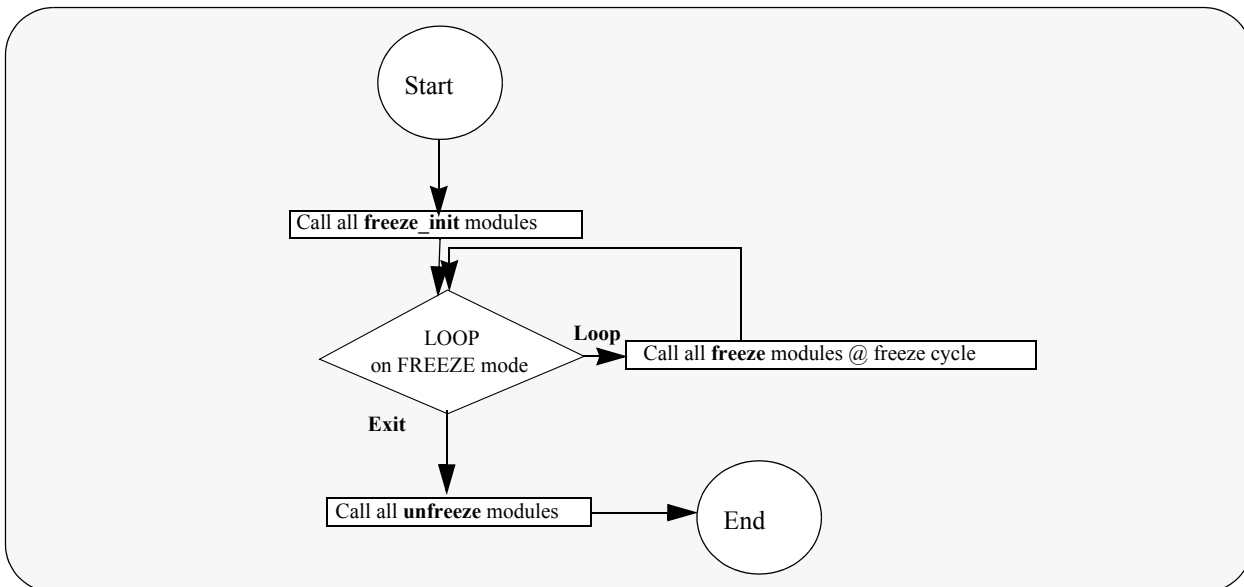 Start
Call all freeze_init modules
LOOP
on FREEZE mode
Loop
Call all freeze modules @ freeze cycle
Exit
Call all unfreeze modules
End